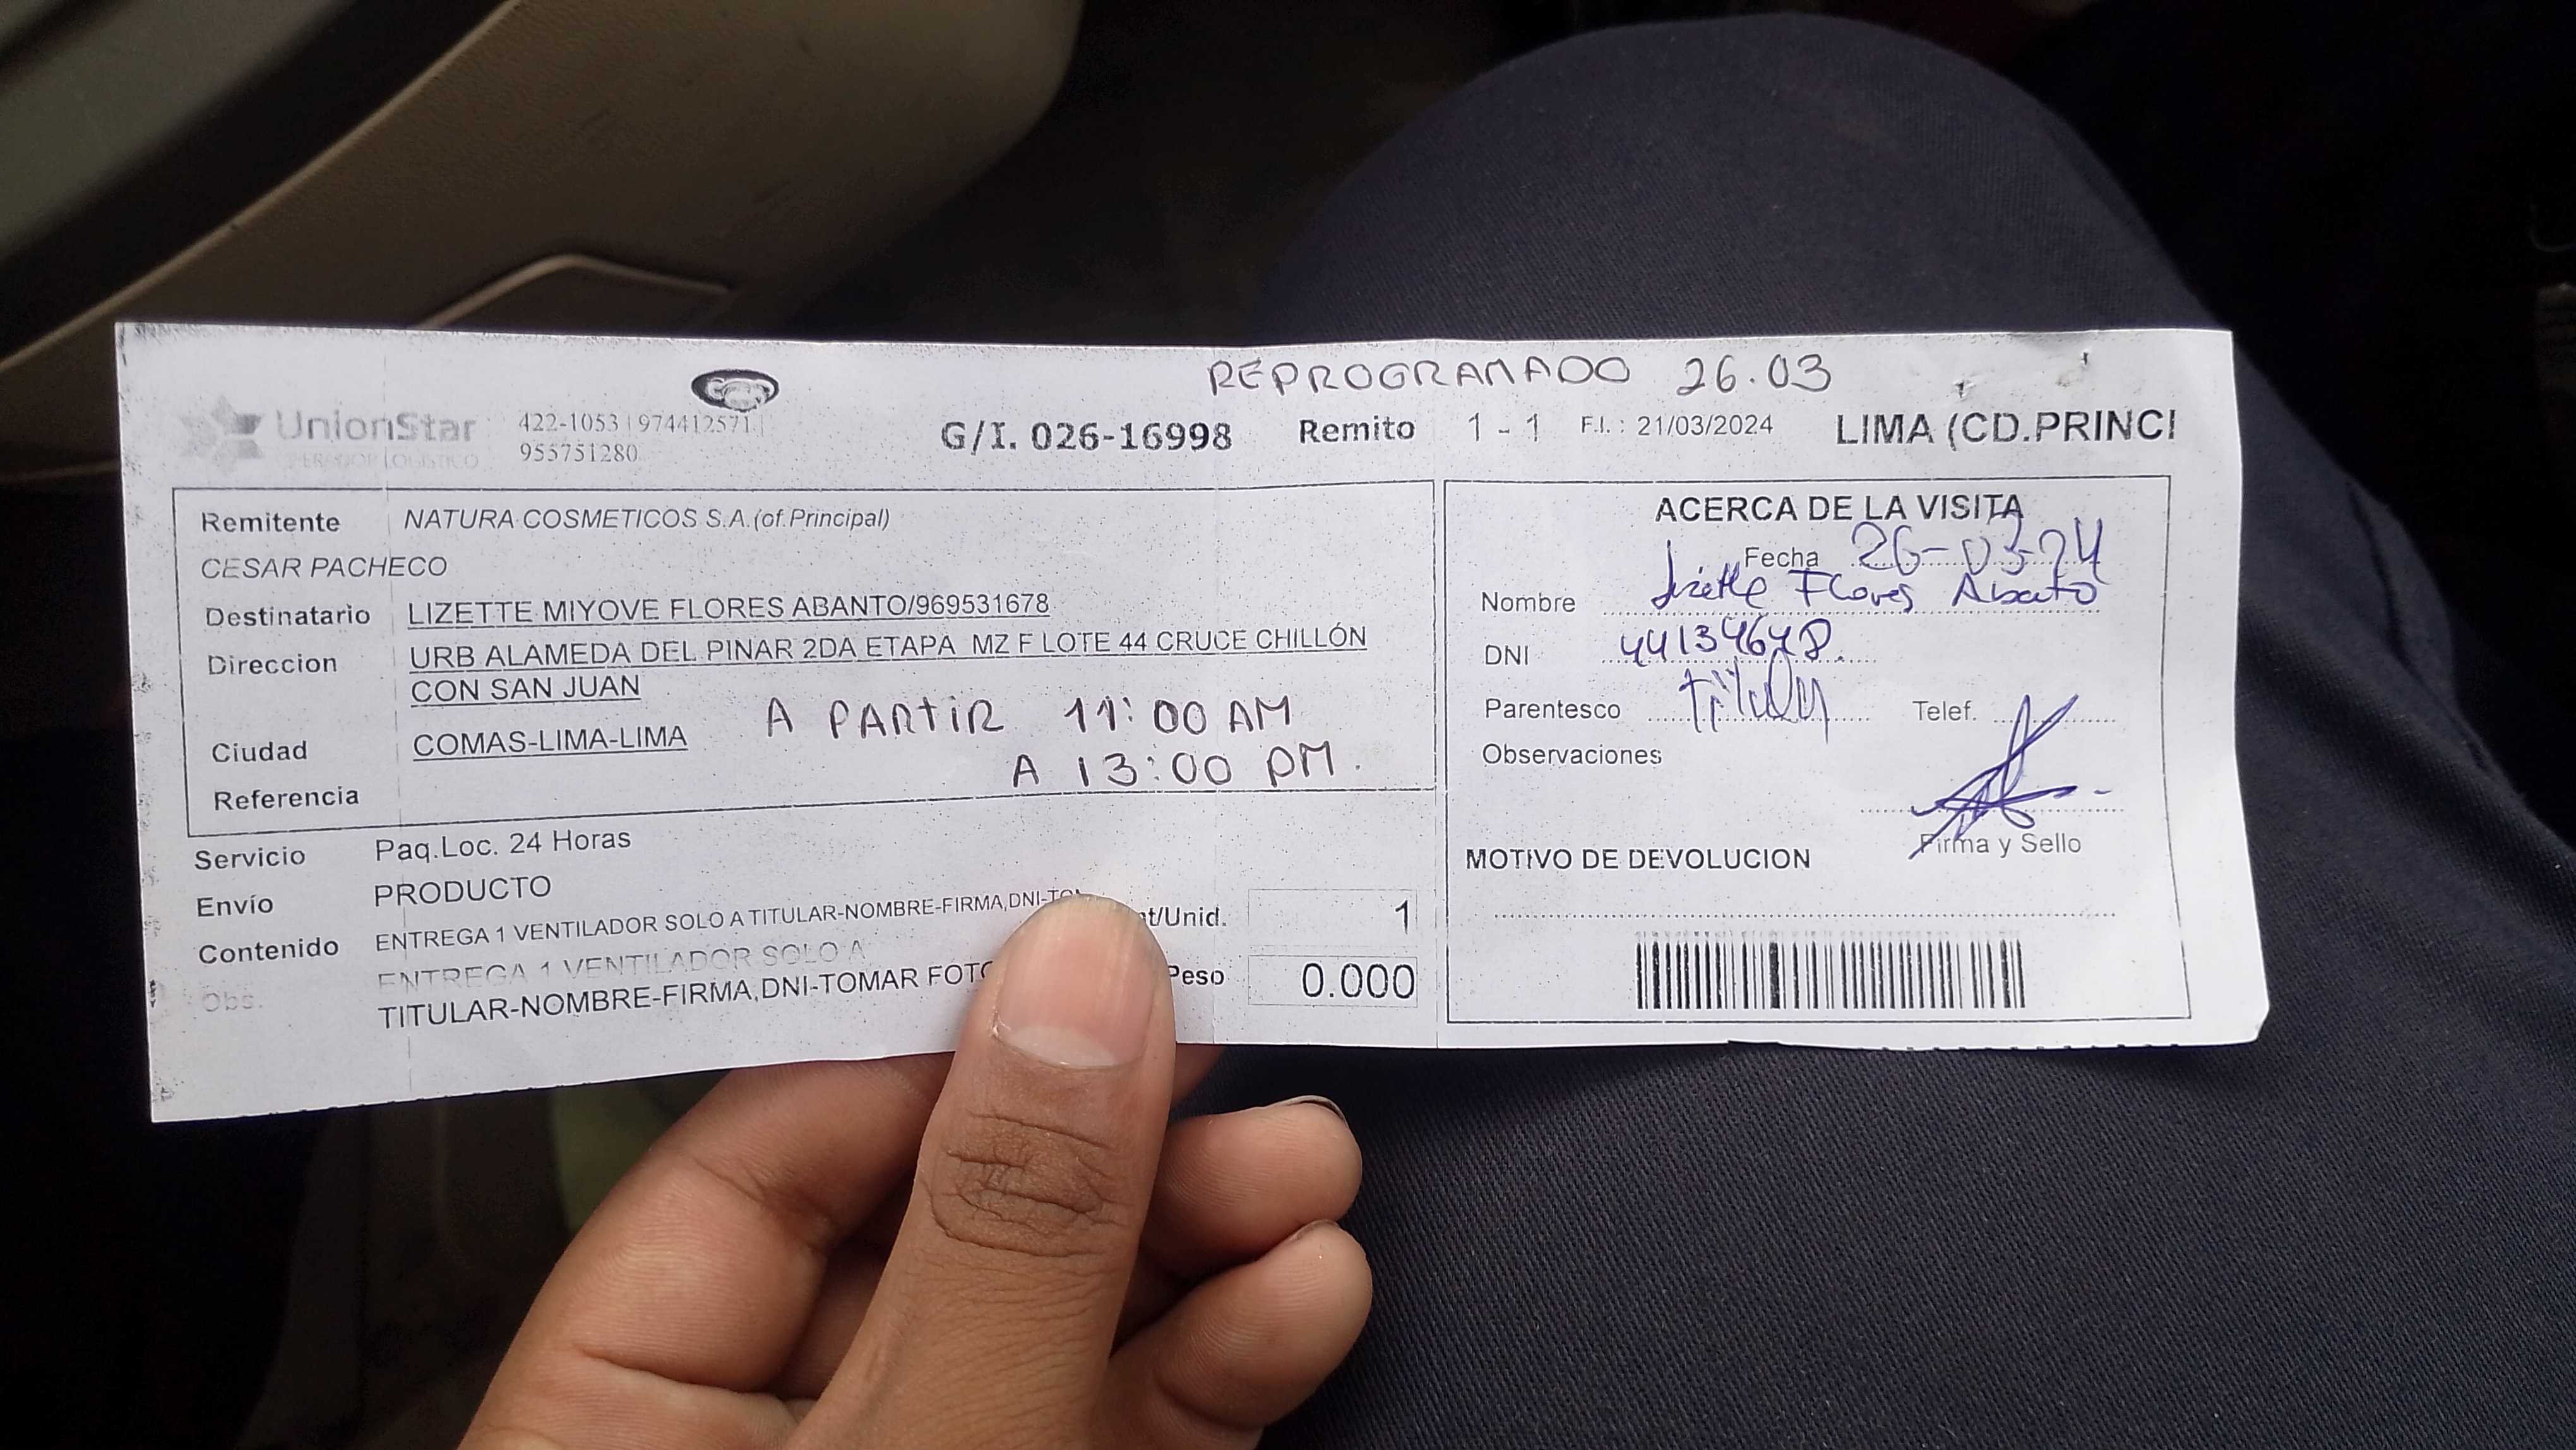 REPROGRAMADO 26.03
UnionStar
OPERADOR LOGISTICO
422-1053 | 974412571 |
955751280
G/I. 026-16998 Remito 1 - 1 F.I. : 21/03/2024 LIMA (CD.PRINCI
Remitente NATURA COSMETICOS S.A.(of.Principal)
CESAR PACHECO
Destinatario LIZETTE MIYOVE FLORES ABANTO/969531678
Direccion URB ALAMEDA DEL PINAR 2DA ETAPA MZ F LOTE 44 CRUCE CHILLÓN
CON SAN JUAN
Ciudad COMAS-LIMA-LIMA
A PARTIR 11:00 AM
A 13:00 PM.
Referencia
Servicio Paq.Loc. 24 Horas
Envío PRODUCTO
Contenido ENTREGA 1 VENTILADOR SOLO A TITULAR-NOMBRE-FIRMA,DNI-TO
t/Unid. 1
Obs. ENTREGA 1 VENTILADOR SOLO A
TITULAR-NOMBRE-FIRMA,DNI-TOMAR FOTO
Peso 0.000
ACERCA DE LA VISITA
Fecha 26-03-24
Nombre Lizette Flores Abanto
DNI 44134648
Parentesco Titular Telef.
Observaciones
Firma y Sello
MOTIVO DE DEVOLUCION